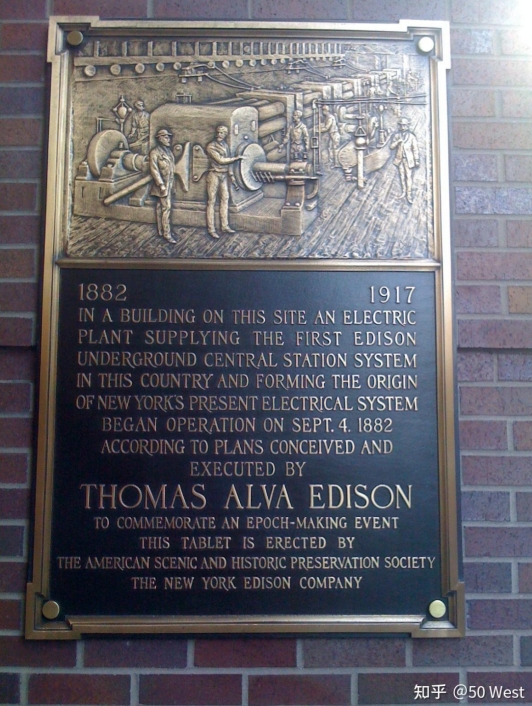 1882 1917
IN A BUILDING ON THIS SITE AN ELECTRIC
PLANT SUPPLYING THE FIRST EDISON
UNDERGROUND CENTRAL STATION SYSTEM
IN THIS COUNTRY AND FORMING THE ORIGIN
OF NEW YORK'S PRESENT ELECTRICAL SYSTEM
BEGAN OPERATION ON SEPT. 4. 1882
ACCORDING TO PLANS CONCEIVED AND
EXECUTED BY
THOMAS ALVA EDISON
TO COMMEMORATE AN EPOCH-MAKING EVENT
THIS TABLET IS ERECTED BY
THE AMERICAN SCENIC AND HISTORIC PRESERVATION SOCIETY
THE NEW YORK EDISON COMPANY
知乎 @50 West